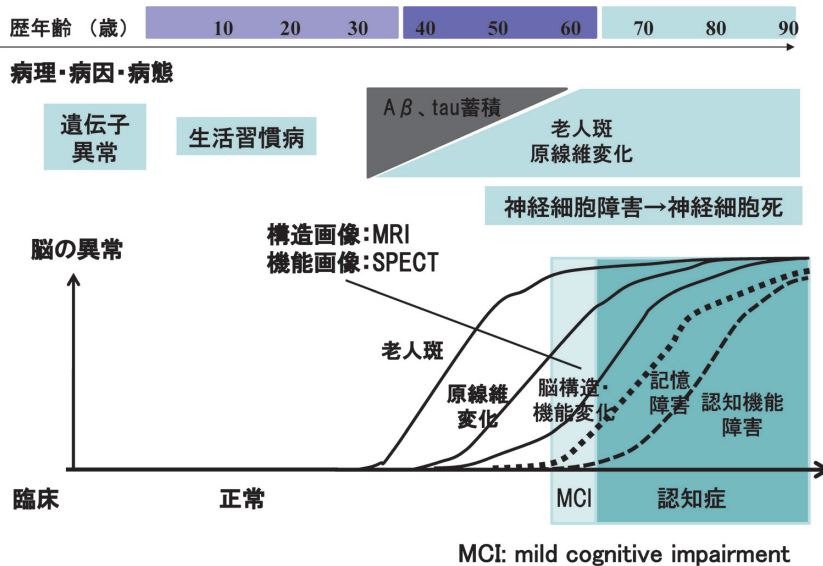 歴年齢 (歳) 10 20 30 40 50 60 70 80 90
病理・病因・病態
遺伝子
異常
生活習慣病
Aβ、tau蓄積
老人斑
原線維変化
神経細胞障害→神経細胞死
構造画像:MRI
機能画像:SPECT
脳の異常
老人斑
原線維
変化
脳構造・
機能変化
記憶
障害
認知機能
障害
臨床 正常 MCI 認知症
MCI: mild cognitive impairment